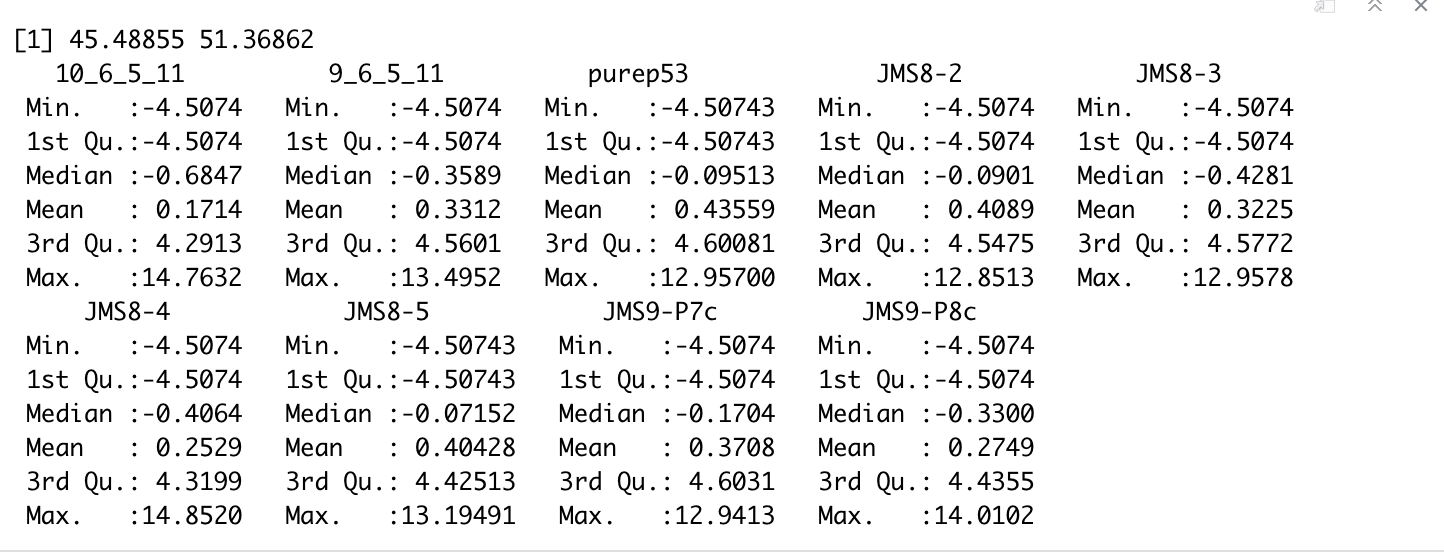 [1] 45.48855 51.36862
   10_6_5_11          9_6_5_11          purep53             JMS8-2            JMS8-3
 Min.   :-4.5074   Min.   :-4.5074   Min.   :-4.50743   Min.   :-4.5074   Min.   :-4.5074
 1st Qu.:-4.5074   1st Qu.:-4.5074   1st Qu.:-4.50743   1st Qu.:-4.5074   1st Qu.:-4.5074
 Median :-0.6847   Median :-0.3589   Median :-0.09513   Median :-0.0901   Median :-0.4281
 Mean   : 0.1714   Mean   : 0.3312   Mean   : 0.43559   Mean   : 0.4089   Mean   : 0.3225
 3rd Qu.: 4.2913   3rd Qu.: 4.5601   3rd Qu.: 4.60081   3rd Qu.: 4.5475   3rd Qu.: 4.5772
 Max.   :14.7632   Max.   :13.4952   Max.   :12.95700   Max.   :12.8513   Max.   :12.9578
     JMS8-4            JMS8-5            JMS9-P7c          JMS9-P8c
 Min.   :-4.5074   Min.   :-4.50743   Min.   :-4.5074   Min.   :-4.5074
 1st Qu.:-4.5074   1st Qu.:-4.50743   1st Qu.:-4.5074   1st Qu.:-4.5074
 Median :-0.4064   Median :-0.07152   Median :-0.1704   Median :-0.3300
 Mean   : 0.2529   Mean   : 0.40428   Mean   : 0.3708   Mean   : 0.2749
 3rd Qu.: 4.3199   3rd Qu.: 4.42513   3rd Qu.: 4.6031   3rd Qu.: 4.4355
 Max.   :14.8520   Max.   :13.19491   Max.   :12.9413   Max.   :14.0102